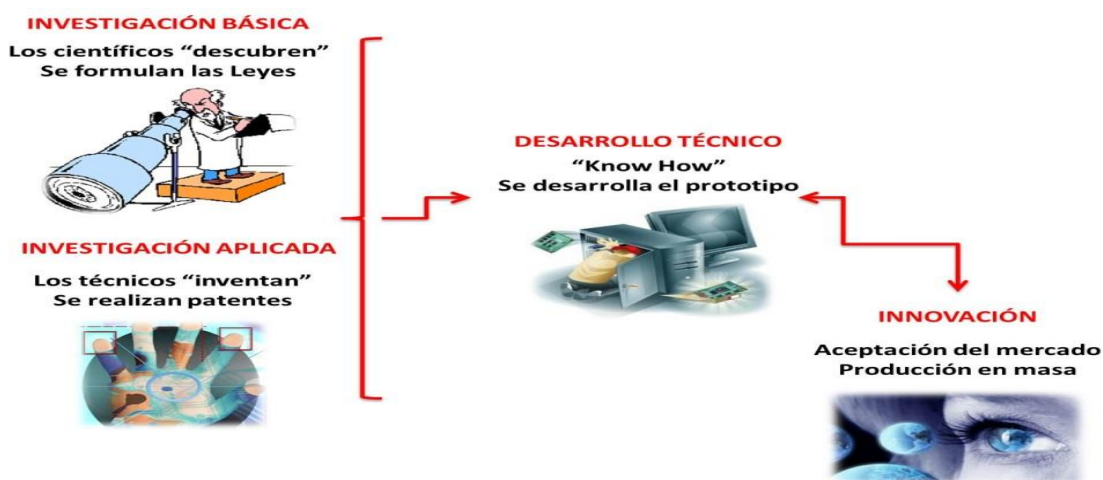 INVESTIGACIÓN BÁSICA
Los científicos “descubren”
Se formulan las Leyes
INVESTIGACIÓN APLICADA
Los técnicos “inventan”
Se realizan patentes
DESARROLLO TÉCNICO
“Know How”
Se desarrolla el prototipo
INNOVACIÓN
Aceptación del mercado
Producción en masa